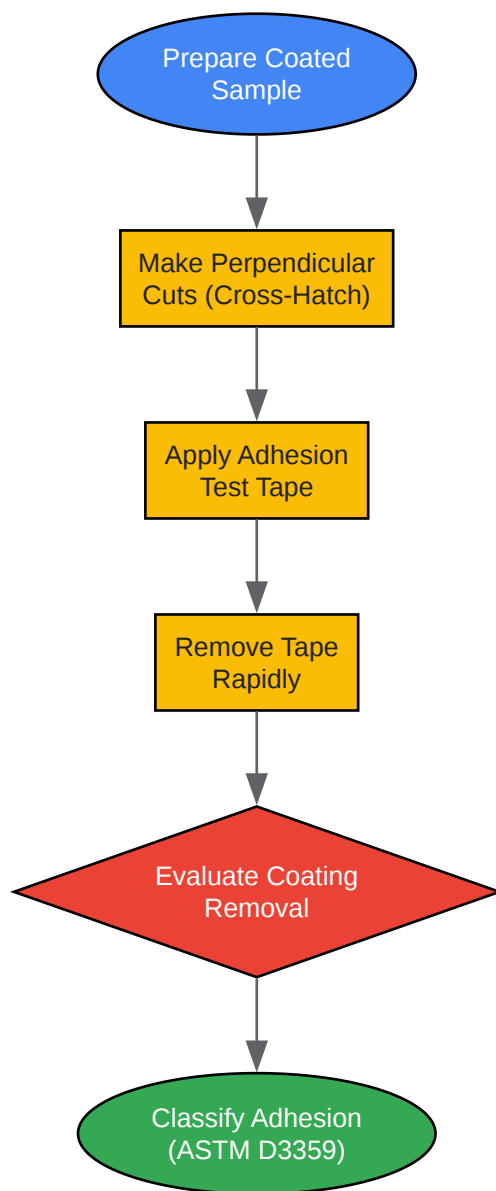 Prepare Coated
Sample
Make Perpendicular
Cuts (Cross-Hatch)
Apply Adhesion
Test Tape
Remove Tape
Rapidly
Evaluate Coating
Removal
Classify Adhesion
(ASTM D3359)